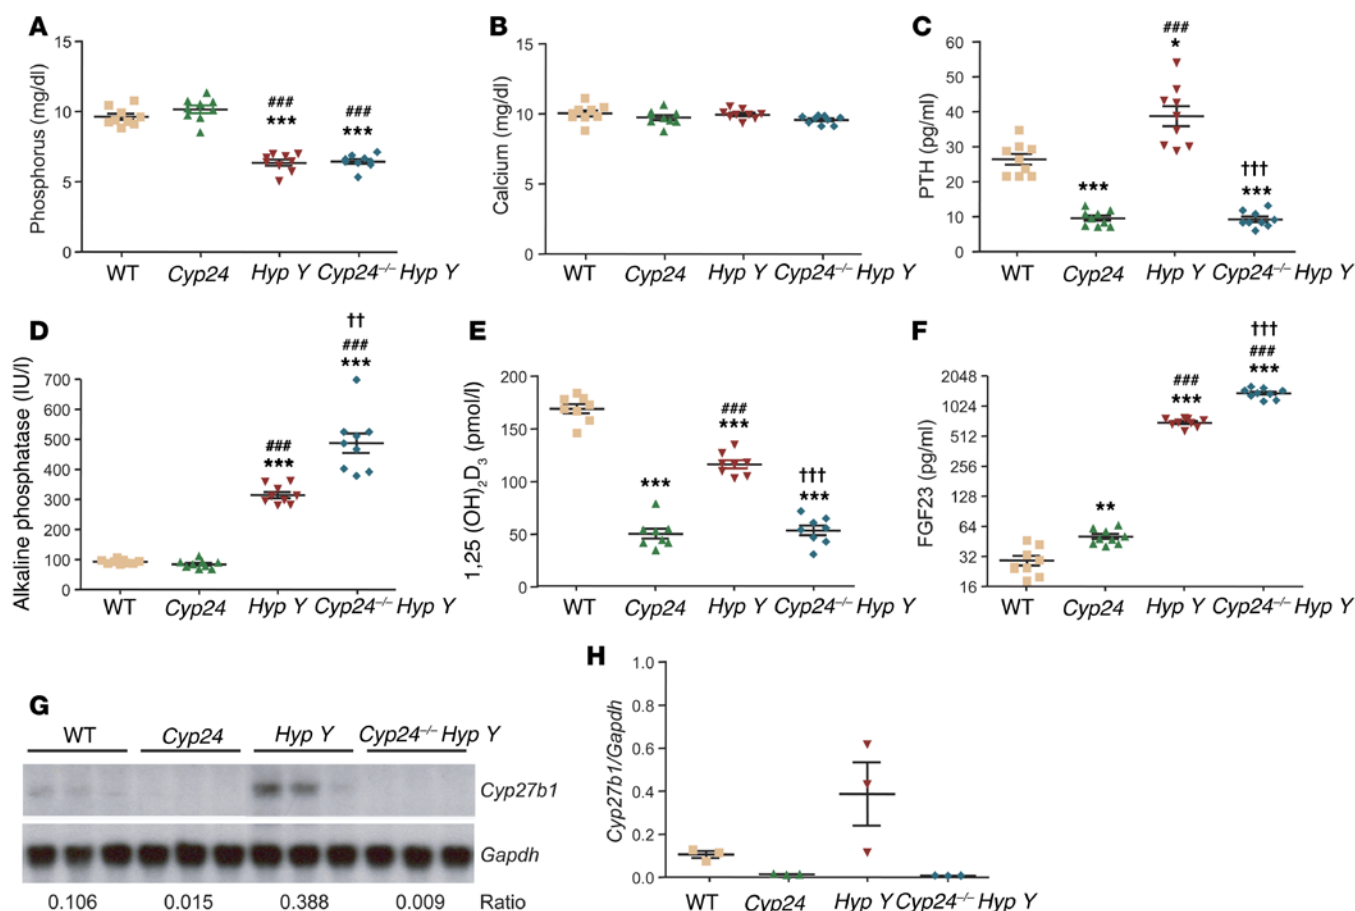 A
Phosphorus (mg/dl)
15
10
5
0
###
***
###
***
WT
Cyp24
Hyp Y
Cyp24⁻/⁻ Hyp Y
B
Calcium (mg/dl)
15
10
5
0
WT
Cyp24
Hyp Y
Cyp24⁻/⁻ Hyp Y
C
PTH (pg/ml)
60
50
40
30
20
10
0
***
###
*
†††
***
WT
Cyp24
Hyp Y
Cyp24⁻/⁻ Hyp Y
D
Alkaline phosphatase (IU/l)
700
600
500
400
300
200
100
0
###
***
††
###
***
WT
Cyp24
Hyp Y
Cyp24⁻/⁻ Hyp Y
E
1,25 (OH)₂D₃ (pmol/l)
200
150
100
50
0
***
###
***
†††
***
WT
Cyp24
Hyp Y
Cyp24⁻/⁻ Hyp Y
F
FGF23 (pg/ml)
2048
1024
512
256
128
64
32
16
**
###
***
†††
###
***
WT
Cyp24
Hyp Y
Cyp24⁻/⁻ Hyp Y
G
WT
Cyp24
Hyp Y
Cyp24⁻/⁻ Hyp Y
Cyp27b1
Gapdh
0.106
0.015
0.388
0.009
Ratio
H
Cyp27b1/Gapdh
1.0
0.8
0.6
0.4
0.2
0.0
WT
Cyp24
Hyp Y
Cyp24⁻/⁻ Hyp Y